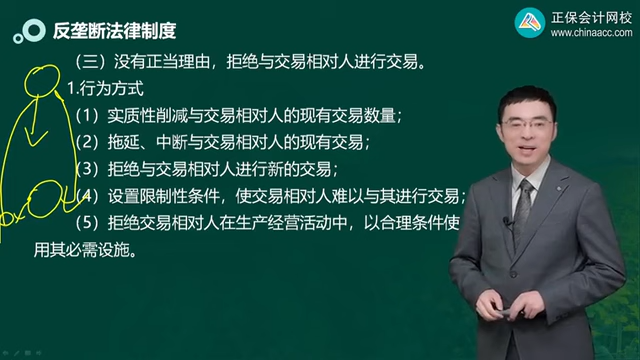 反垄断法律制度
正保会计网校
www.chinaacc.com
（三）没有正当理由，拒绝与交易相对人进行交易。
1.行为方式
（1）实质性削减与交易相对人的现有交易数量；
（2）拖延、中断与交易相对人的现有交易；
（3）拒绝与交易相对人进行新的交易；
（4）设置限制性条件，使交易相对人难以与其进行交易；
（5）拒绝交易相对人在生产经营活动中，以合理条件使
用其必需设施。